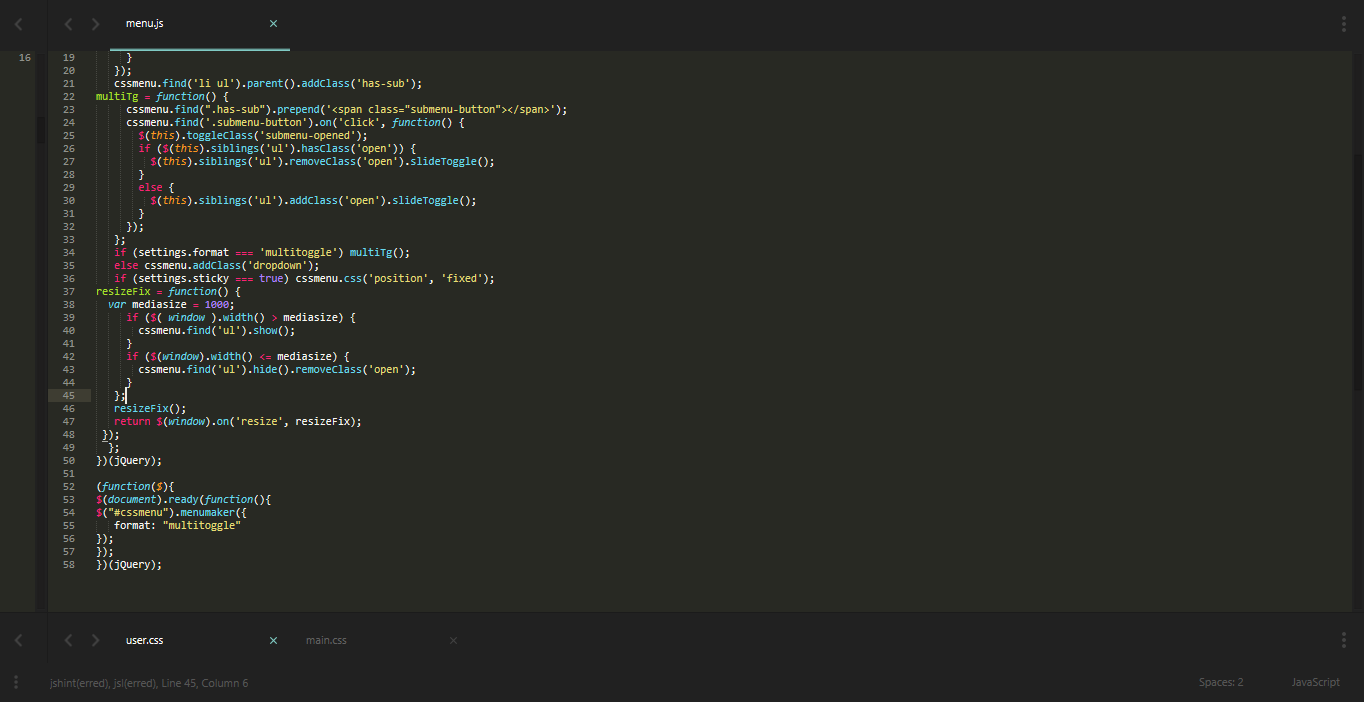 menu.js ×
16
19 }
20 });
21 cssmenu.find('li ul').parent().addClass('has-sub');
22 multiTg = function() {
23 cssmenu.find(".has-sub").prepend('<span class="submenu-button"></span>');
24 cssmenu.find('.submenu-button').on('click', function() {
25 $(this).toggleClass('submenu-opened');
26 if ($(this).siblings('ul').hasClass('open')) {
27 $(this).siblings('ul').removeClass('open').slideToggle();
28 }
29 else {
30 $(this).siblings('ul').addClass('open').slideToggle();
31 }
32 });
33 };
34 if (settings.format === 'multitoggle') multiTg();
35 else cssmenu.addClass('dropdown');
36 if (settings.sticky === true) cssmenu.css('position', 'fixed');
37 resizeFix = function() {
38 var mediasize = 1000;
39 if ($( window ).width() > mediasize) {
40 cssmenu.find('ul').show();
41 }
42 if ($(window).width() <= mediasize) {
43 cssmenu.find('ul').hide().removeClass('open');
44 }
45 };
46 resizeFix();
47 return $(window).on('resize', resizeFix);
48 });
49 };
50 })(jQuery);
51
52 (function($){
53 $(document).ready(function(){
54 $("#cssmenu").menumaker({
55 format: "multitoggle"
56 });
57 });
58 })(jQuery);
user.css × main.css ×
jshint(erred), jsl(erred), Line 45, Column 6 Spaces: 2 JavaScript